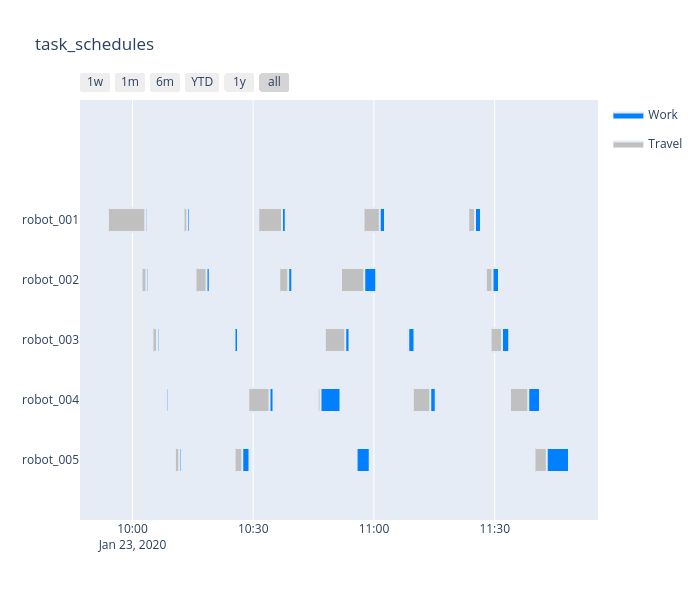 task_schedules
1w 1m 6m YTD 1y all
Work
Travel
robot_001
robot_002
robot_003
robot_004
robot_005
10:00 10:30 11:00 11:30
Jan 23, 2020